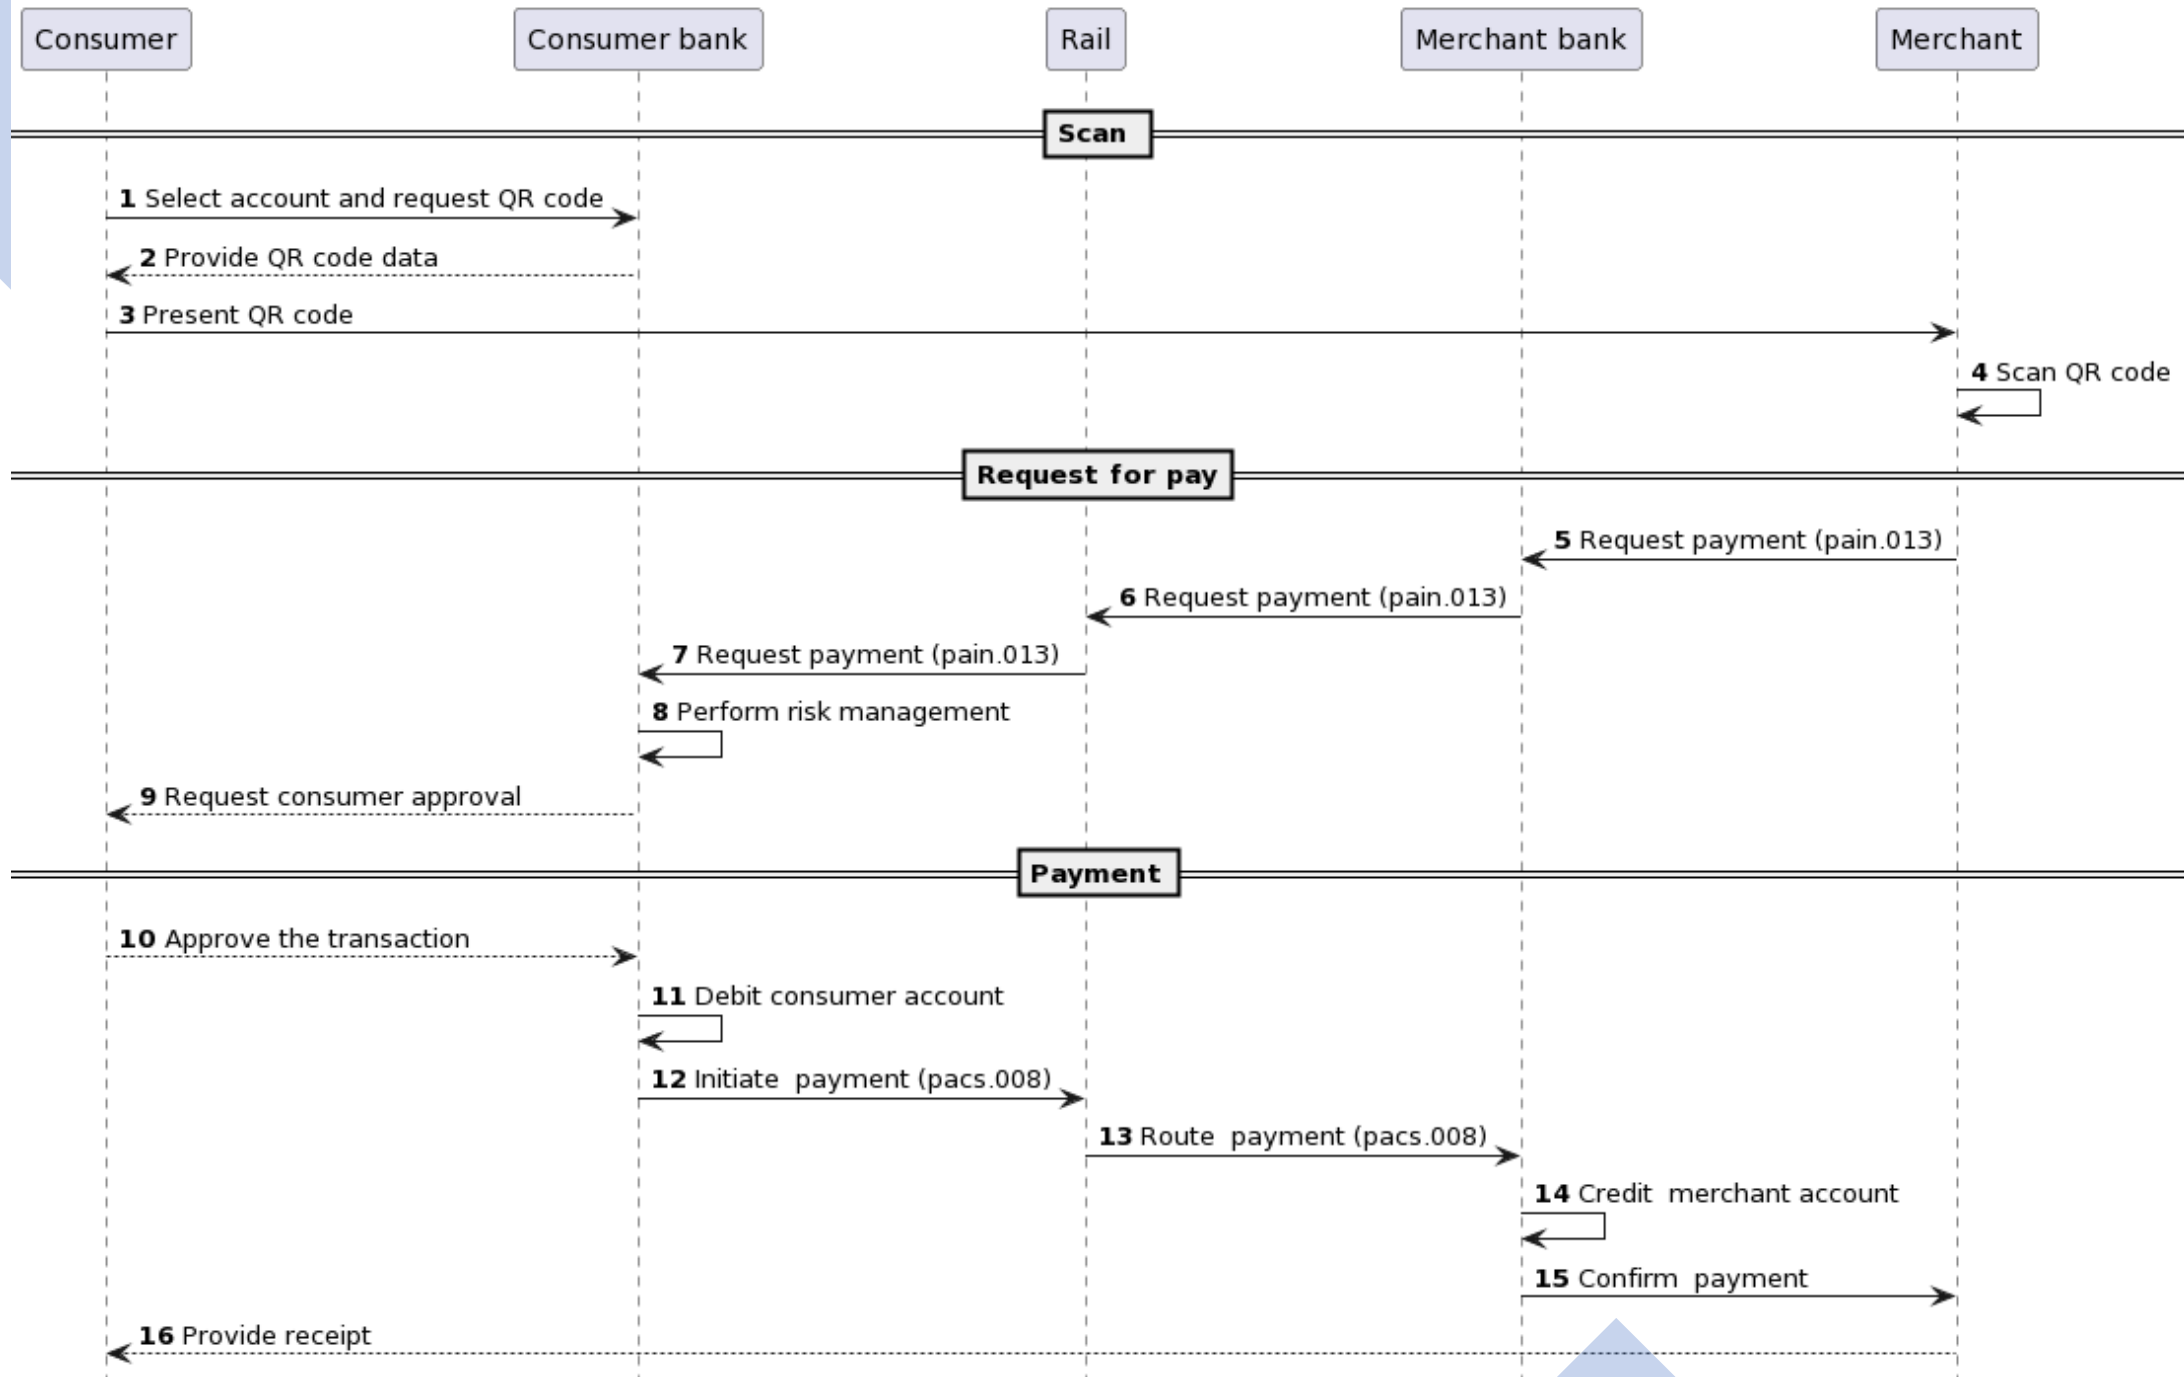 Consumer
Consumer bank
Rail
Merchant bank
Merchant
Scan
1 Select account and request QR code
2 Provide QR code data
3 Present QR code
4 Scan QR code
Request for pay
5 Request payment (pain.013)
6 Request payment (pain.013)
7 Request payment (pain.013)
8 Perform risk management
9 Request consumer approval
Payment
10 Approve the transaction
11 Debit consumer account
12 Initiate  payment (pacs.008)
13 Route  payment (pacs.008)
14 Credit  merchant account
15 Confirm  payment
16 Provide receipt